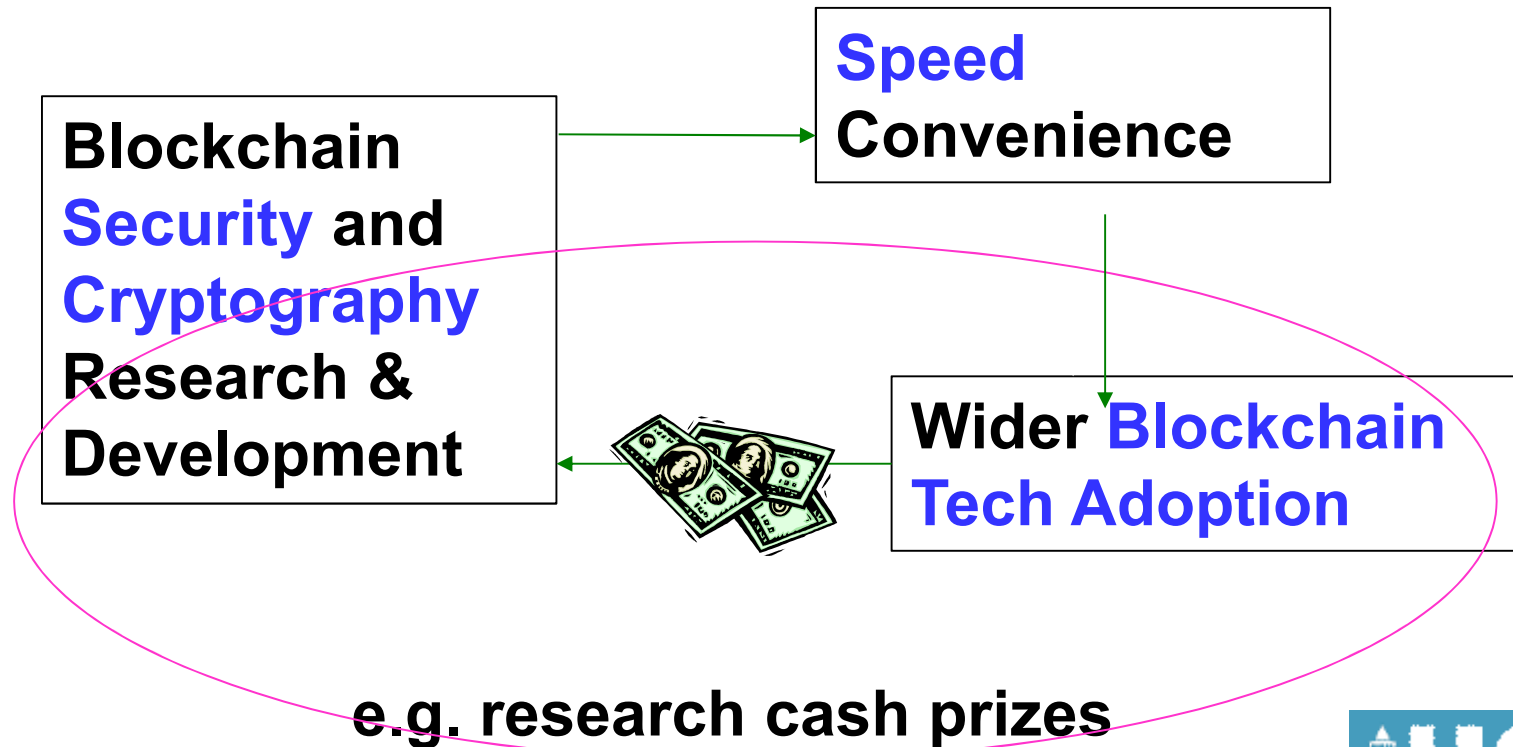 Speed
Convenience
Blockchain
Security and
Cryptography
Research &
Development
Wider Blockchain
Tech Adoption
e.g. research cash prizes